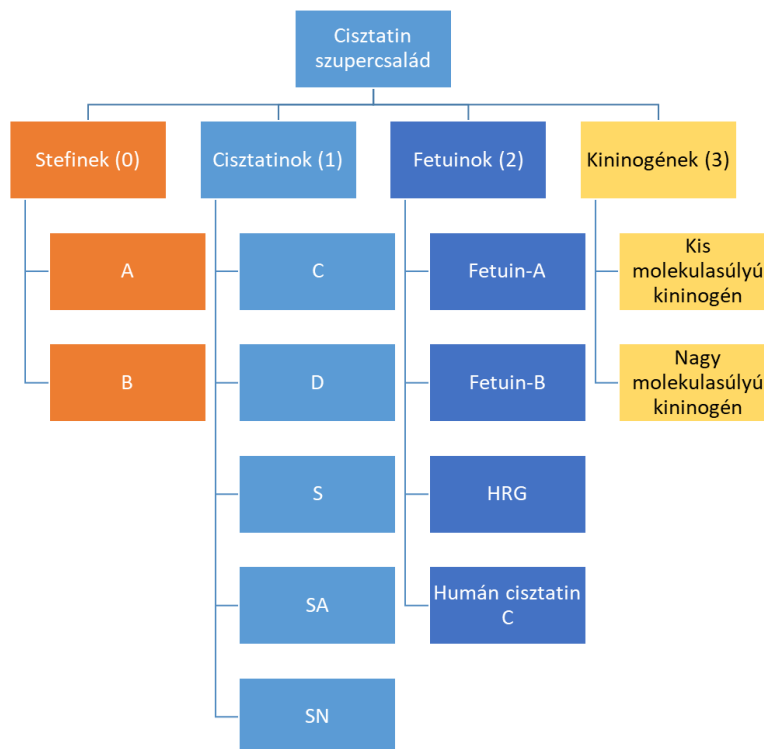 Cisztatin
szupercsalád
Stefinek (0)
Cisztatinok (1)
Fetuinok (2)
Kininogének (3)
A
C
Fetuin-A
Kis
molekulasúlyú
kininogén
B
D
Fetuin-B
Nagy
molekulasúlyú
kininogén
S
HRG
SA
Humán cisztatin
C
SN